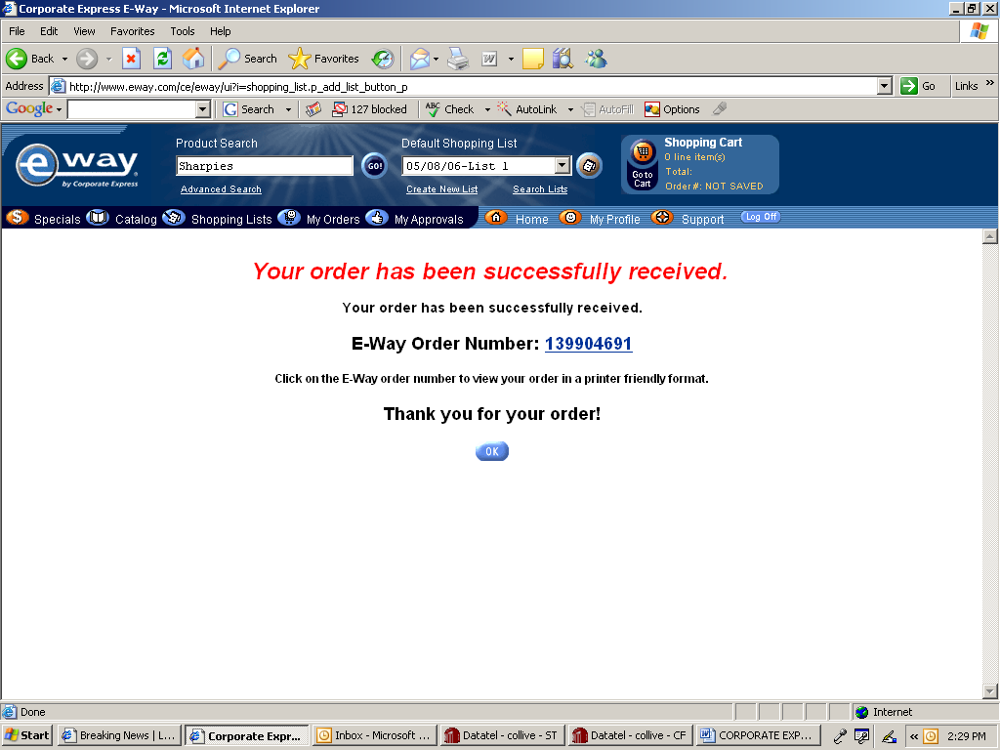 Corporate Express E-Way - Microsoft Internet Explorer
File Edit View Favorites Tools Help
Back Search Favorites
Address http://www.eway.com/ce/eway/ui?i=shopping_list.p_add_list_button_p Go Links »
Google Search 127 blocked ABC Check AutoLink AutoFill Options
e way by Corporate Express
Product Search
Sharpies GO!
Advanced Search
Default Shopping List
05/08/06-List 1
Create New List Search Lists
Go to Cart
Shopping Cart
0 line item(s)
Total:
Order#: NOT SAVED
Specials Catalog Shopping Lists My Orders My Approvals Home My Profile Support Log Off
Your order has been successfully received.
Your order has been successfully received.
E-Way Order Number: 139904691
Click on the E-Way order number to view your order in a printer friendly format.
Thank you for your order!
OK
Done Internet
Start Breaking News | L... Corporate Expr... Inbox - Microsoft ... Datatel - collive - ST Datatel - collive - CF CORPORATE EXP... « 2:29 PM